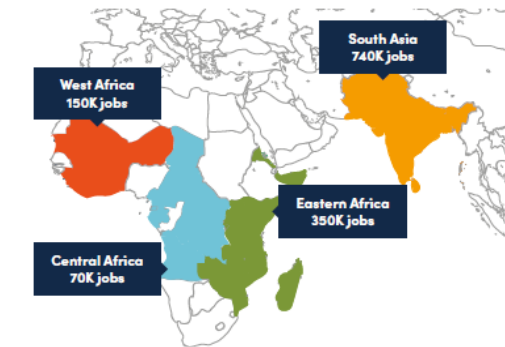 South Asia
740K jobs
West Africa
150K jobs
Eastern Africa
350K jobs
Central Africa
70K jobs